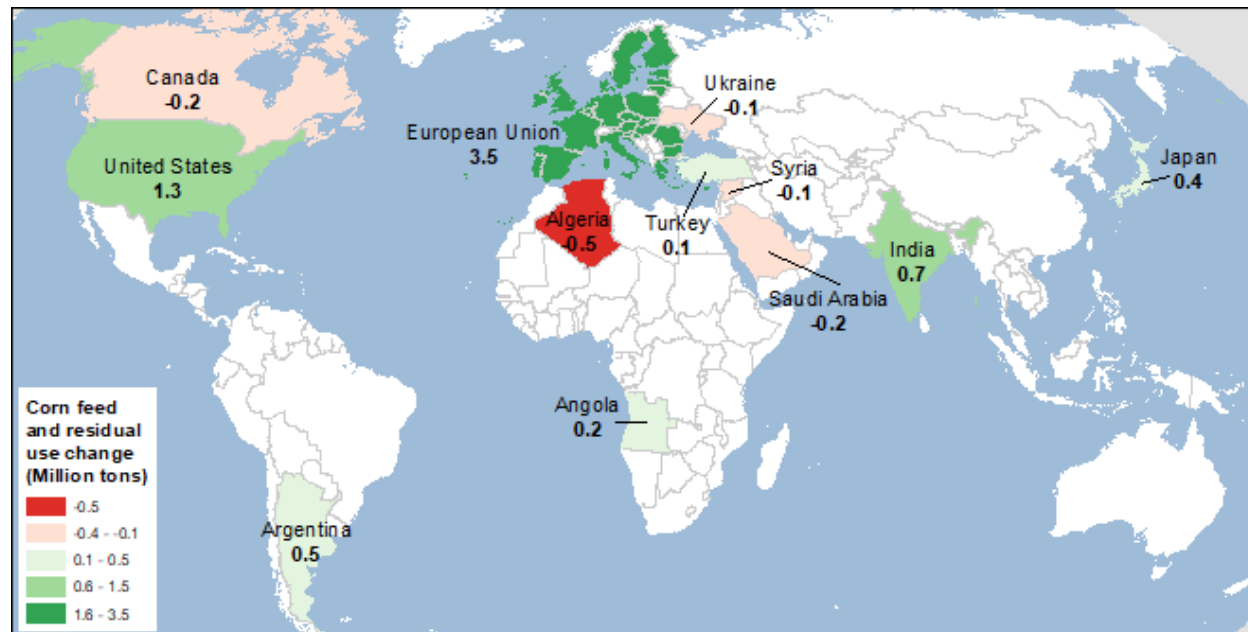 Canada
-0.2
United States
1.3
European Union
3.5
Ukraine
-0.1
Syria
-0.1
Japan
0.4
Algeria
-0.5
Turkey
0.1
India
0.7
Saudi Arabia
-0.2
Angola
0.2
Argentina
0.5
Corn feed
and residual
use change
(Million tons)
-0.5
-0.4 - -0.1
0.1 - 0.5
0.6 - 1.5
1.6 - 3.5